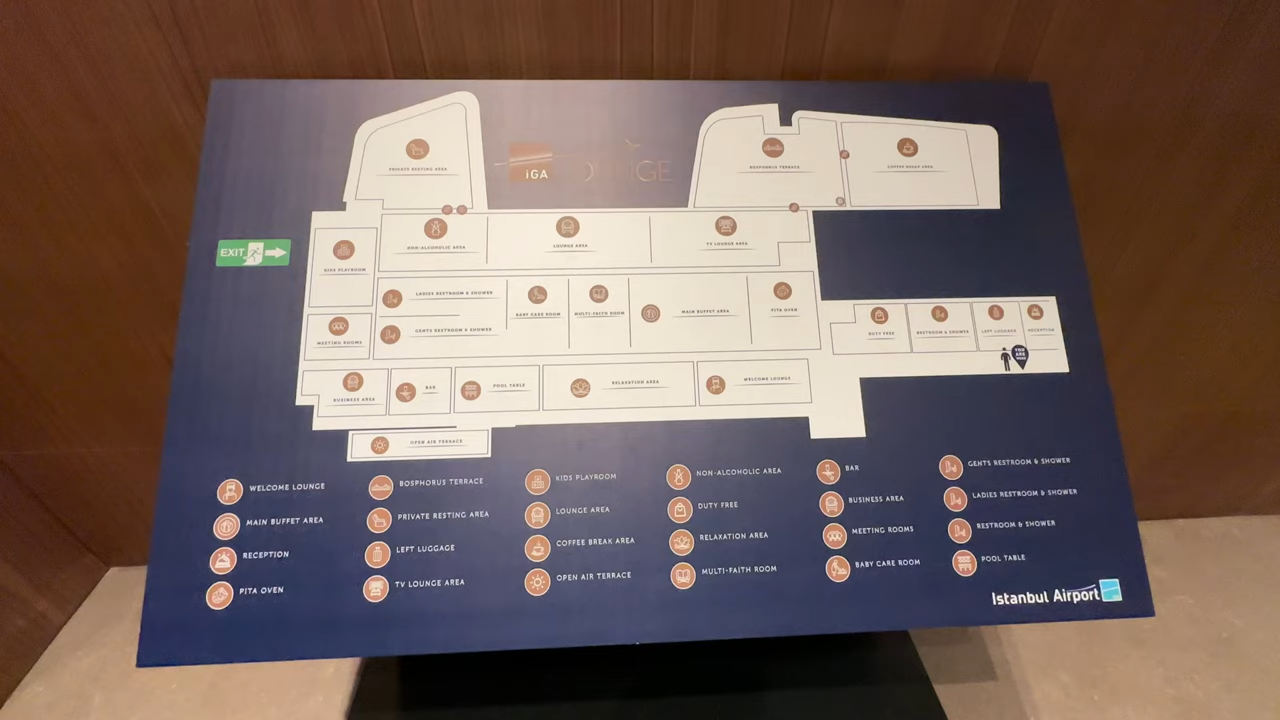 PRIVATE RESTING AREA
IGA
BOSPHORUS TERRACE
COFFEE BREAK AREA
EXIT
KIDS PLAYROOM
NON-ALCOHOLIC AREA
LOUNGE AREA
TV LOUNGE AREA
LADIES RESTROOM & SHOWER
GENTS RESTROOM & SHOWER
BABY CARE ROOM
MULTI-FAITH ROOM
MAIN BUFFET AREA
PITA OVEN
DUTY FREE
RESTROOM & SHOWER
LEFT LUGGAGE
RECEPTION
YOU
ARE
HERE
MEETING ROOMS
BUSINESS AREA
BAR
POOL TABLE
RELAXATION AREA
WELCOME LOUNGE
OPEN AIR TERRACE
WELCOME LOUNGE
MAIN BUFFET AREA
RECEPTION
PITA OVEN
BOSPHORUS TERRACE
PRIVATE RESTING AREA
LEFT LUGGAGE
TV LOUNGE AREA
KIDS PLAYROOM
LOUNGE AREA
COFFEE BREAK AREA
OPEN AIR TERRACE
NON-ALCOHOLIC AREA
DUTY FREE
RELAXATION AREA
MULTI-FAITH ROOM
BAR
BUSINESS AREA
MEETING ROOMS
BABY CARE ROOM
GENTS RESTROOM & SHOWER
LADIES RESTROOM & SHOWER
RESTROOM & SHOWER
POOL TABLE
Istanbul Airport